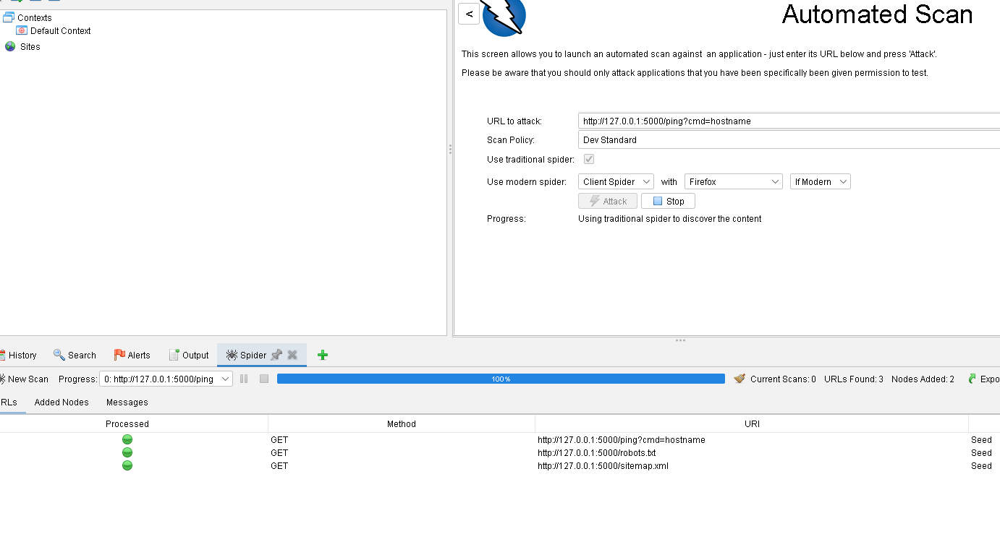 Contexts
Default Context
Sites
<
Automated Scan
This screen allows you to launch an automated scan against  an application - just enter its URL below and press 'Attack'.
Please be aware that you should only attack applications that you have been specifically been given permission to test.
URL to attack: http://127.0.0.1:5000/ping?cmd=hostname
Scan Policy: Dev Standard
Use traditional spider:
Use modern spider: Client Spider with Firefox If Modern
Attack Stop
Progress: Using traditional spider to discover the content
History Search Alerts Output Spider
New Scan Progress: 0: http://127.0.0.1:5000/ping 100% Current Scans: 0 URLs Found: 3 Nodes Added: 2 Expo
RLs Added Nodes Messages
Processed Method URI
GET http://127.0.0.1:5000/ping?cmd=hostname Seed
GET http://127.0.0.1:5000/robots.txt Seed
GET http://127.0.0.1:5000/sitemap.xml Seed